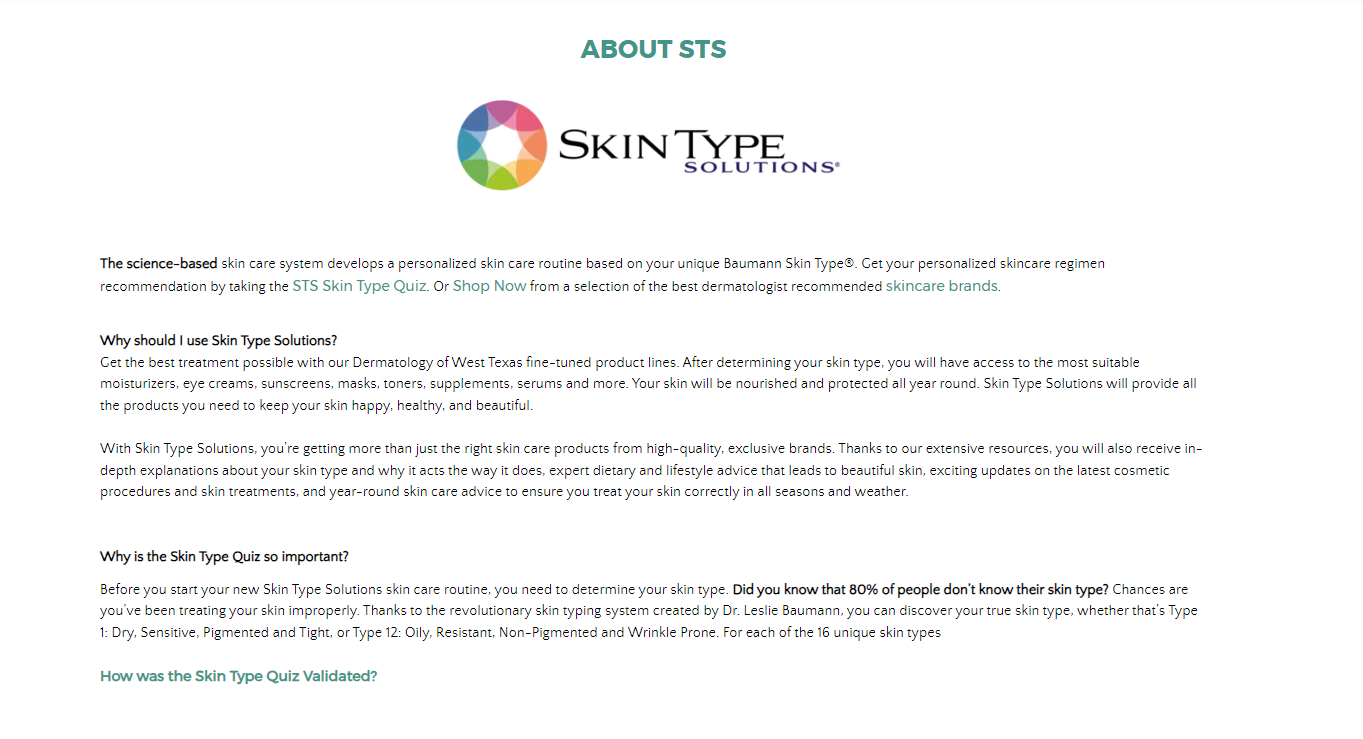 ABOUT STS
SKIN TYPE
SOLUTIONS®
The science-based skin care system develops a personalized skin care routine based on your unique Baumann Skin Type®. Get your personalized skincare regimen
recommendation by taking the STS Skin Type Quiz. Or Shop Now from a selection of the best dermatologist recommended skincare brands.
Why should I use Skin Type Solutions?
Get the best treatment possible with our Dermatology of West Texas fine-tuned product lines. After determining your skin type, you will have access to the most suitable
moisturizers, eye creams, sunscreens, masks, toners, supplements, serums and more. Your skin will be nourished and protected all year round. Skin Type Solutions will provide all
the products you need to keep your skin happy, healthy, and beautiful.
With Skin Type Solutions, you're getting more than just the right skin care products from high-quality, exclusive brands. Thanks to our extensive resources, you will also receive in-
depth explanations about your skin type and why it acts the way it does, expert dietary and lifestyle advice that leads to beautiful skin, exciting updates on the latest cosmetic
procedures and skin treatments, and year-round skin care advice to ensure you treat your skin correctly in all seasons and weather.
Why is the Skin Type Quiz so important?
Before you start your new Skin Type Solutions skin care routine, you need to determine your skin type. Did you know that 80% of people don't know their skin type? Chances are
you've been treating your skin improperly. Thanks to the revolutionary skin typing system created by Dr. Leslie Baumann, you can discover your true skin type, whether that's Type
1: Dry, Sensitive, Pigmented and Tight, or Type 12: Oily, Resistant, Non-Pigmented and Wrinkle Prone. For each of the 16 unique skin types
How was the Skin Type Quiz Validated?